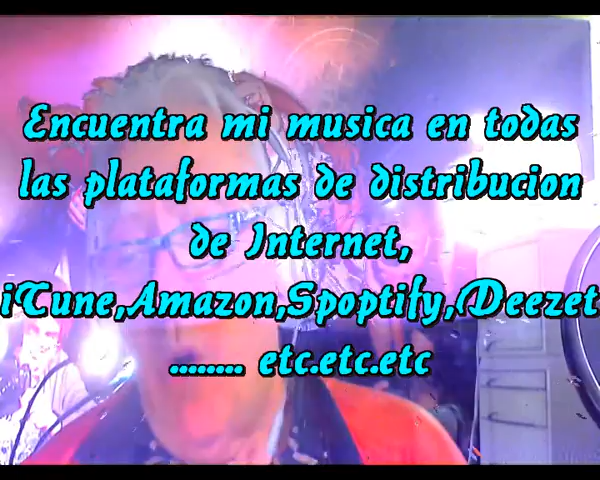 Encuentra mi musica en todas
las plataformas de distribucion
de Internet,
iTune,Amazon,Spoptify,Deezet
........ etc.etc.etc